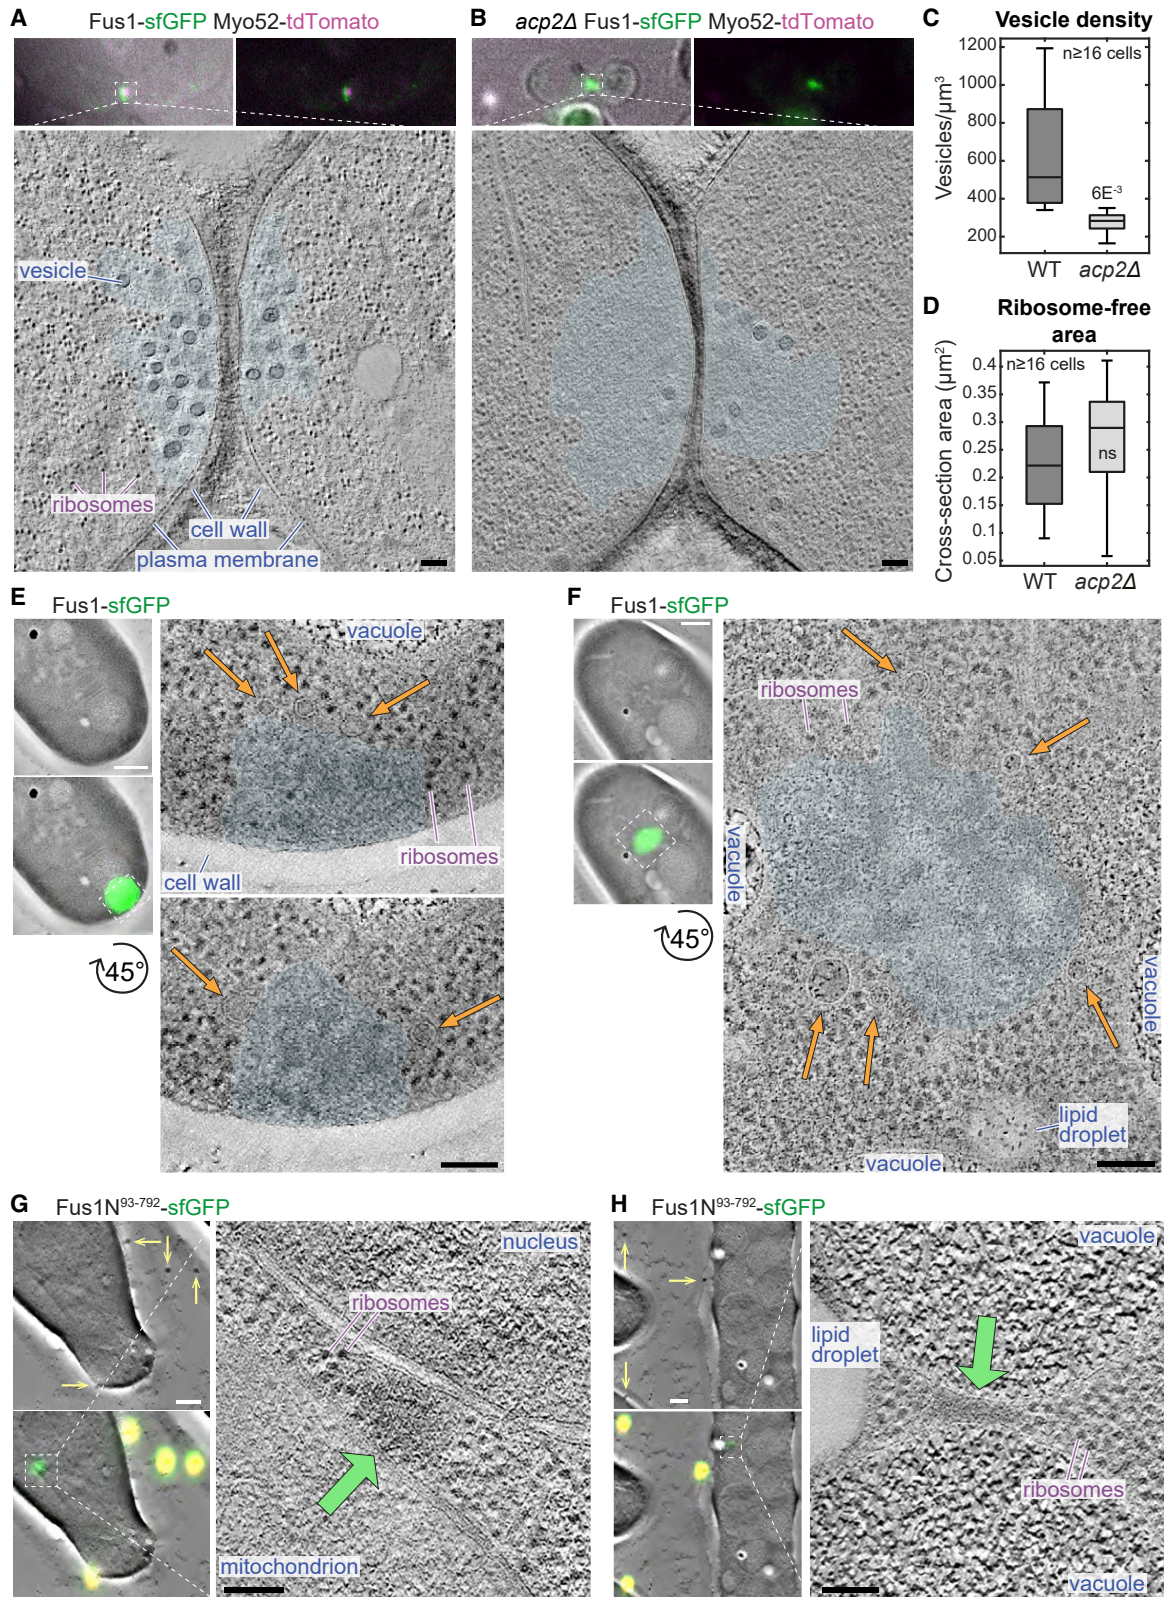 A Fus1-sfGFP Myo52-tdTomato
vesicle
ribosomes
cell wall
plasma membrane
B acp2Δ Fus1-sfGFP Myo52-tdTomato
C Vesicle density
n≥16 cells
Vesicles/µm³
1200
1000
800
600
400
200
6E⁻³
WT acp2Δ
D Ribosome-free
area
n≥16 cells
Cross-section area (µm²)
0.4
0.35
0.3
0.25
0.2
0.15
0.1
0.05
ns
WT acp2Δ
E Fus1-sfGFP
45°
vacuole
ribosomes
cell wall
F Fus1-sfGFP
45°
ribosomes
vacuole
vacuole
lipid
droplet
vacuole
G Fus1N⁹³⁻⁷⁹²-sfGFP
nucleus
ribosomes
mitochondrion
H Fus1N⁹³⁻⁷⁹²-sfGFP
vacuole
lipid
droplet
ribosomes
vacuole